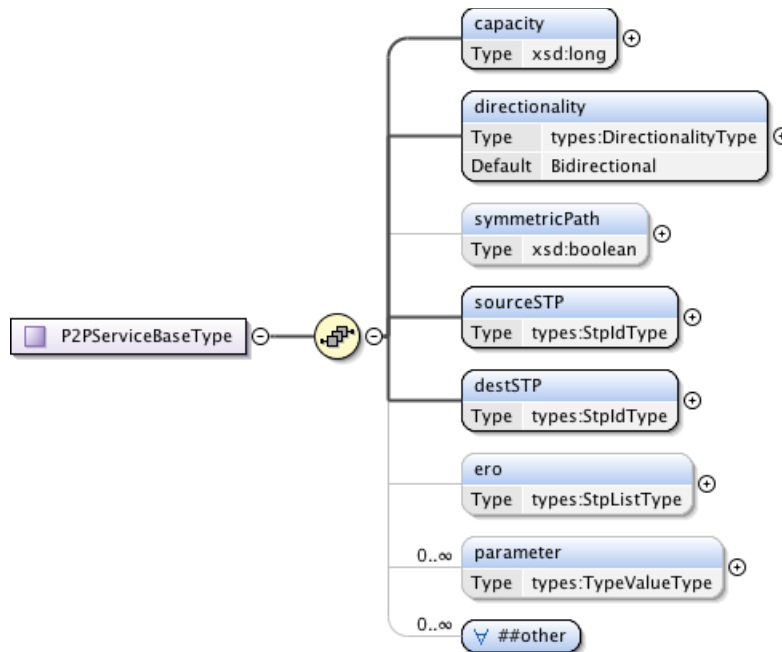 capacity
Type xsd:long
directionality
Type types:DirectionalityType
Default Bidirectional
symmetricPath
Type xsd:boolean
sourceSTP
Type types:StpIdType
P2PServiceBaseType
destSTP
Type types:StpIdType
ero
Type types:StpListType
0..∞ parameter
Type types:TypeValueType
0..∞ ∀ ##other